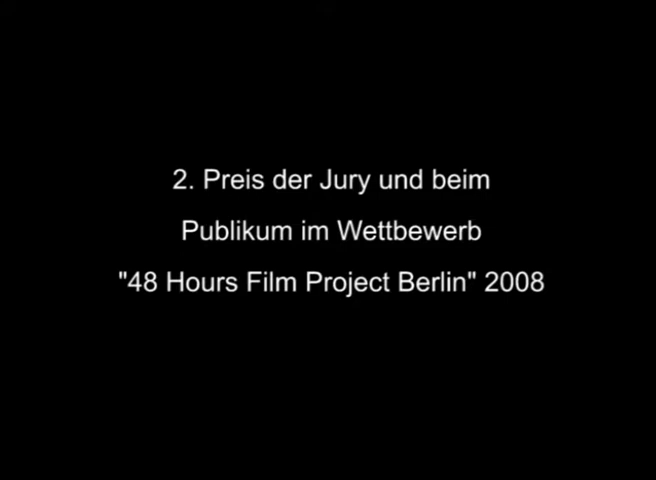 2. Preis der Jury und beim
Publikum im Wettbewerb
"48 Hours Film Project Berlin" 2008